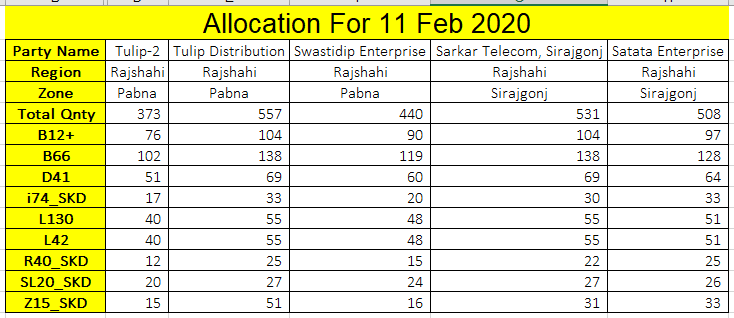 Allocation For 11 Feb 2020
Party Name Tulip-2 Tulip Distribution Swastidip Enterprise Sarkar Telecom, Sirajgonj Satata Enterprise
Region Rajshahi Rajshahi Rajshahi Rajshahi Rajshahi
Zone Pabna Pabna Pabna Sirajgonj Sirajgonj
Total Qnty 373 557 440 531 508
B12+ 76 104 90 104 97
B66 102 138 119 138 128
D41 51 69 60 69 64
i74_SKD 17 33 20 30 33
L130 40 55 48 55 51
L42 40 55 48 55 51
R40_SKD 12 25 15 22 25
SL20_SKD 20 27 24 27 26
Z15_SKD 15 51 16 31 33